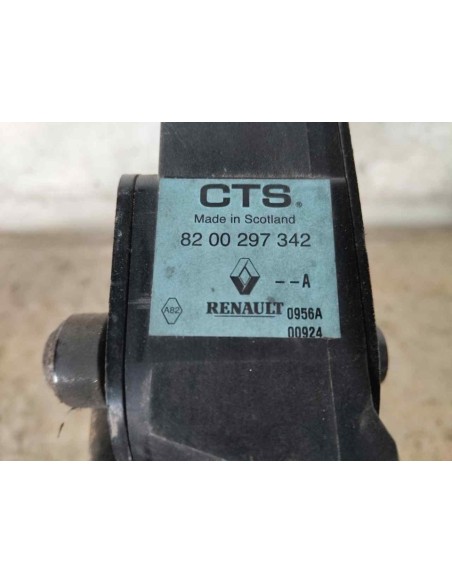 CTS®
Made in Scotland
82 00 297 342
--A
A82
RENAULT 0956A
00924